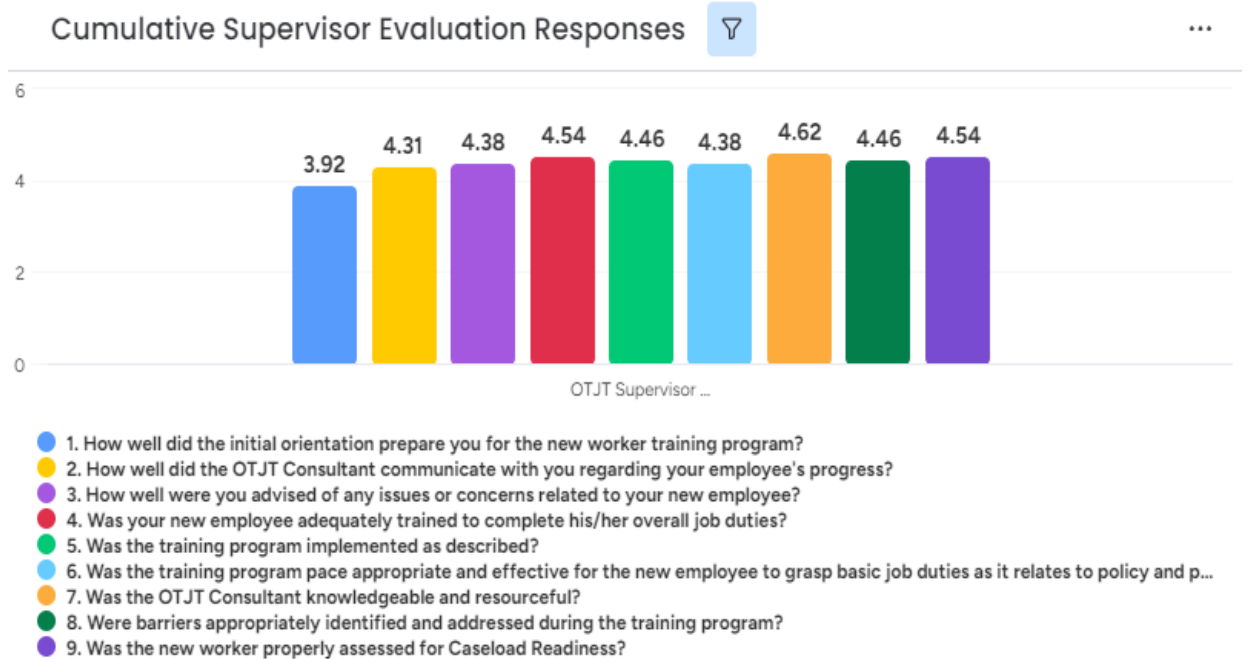 Cumulative Supervisor Evaluation Responses
6
4
2
0
3.92
4.31
4.38
4.54
4.46
4.38
4.62
4.46
4.54
OTJT Supervisor ...
1. How well did the initial orientation prepare you for the new worker training program?
2. How well did the OTJT Consultant communicate with you regarding your employee's progress?
3. How well were you advised of any issues or concerns related to your new employee?
4. Was your new employee adequately trained to complete his/her overall job duties?
5. Was the training program implemented as described?
6. Was the training program pace appropriate and effective for the new employee to grasp basic job duties as it relates to policy and p...
7. Was the OTJT Consultant knowledgeable and resourceful?
8. Were barriers appropriately identified and addressed during the training program?
9. Was the new worker properly assessed for Caseload Readiness?